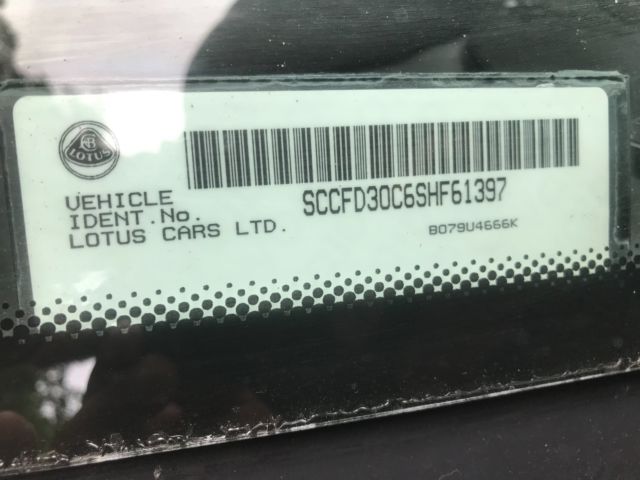 LOTUS
SCCFD30C6SHF61397
VEHICLE
IDENT.No.
LOTUS CARS LTD.
B079U4666K